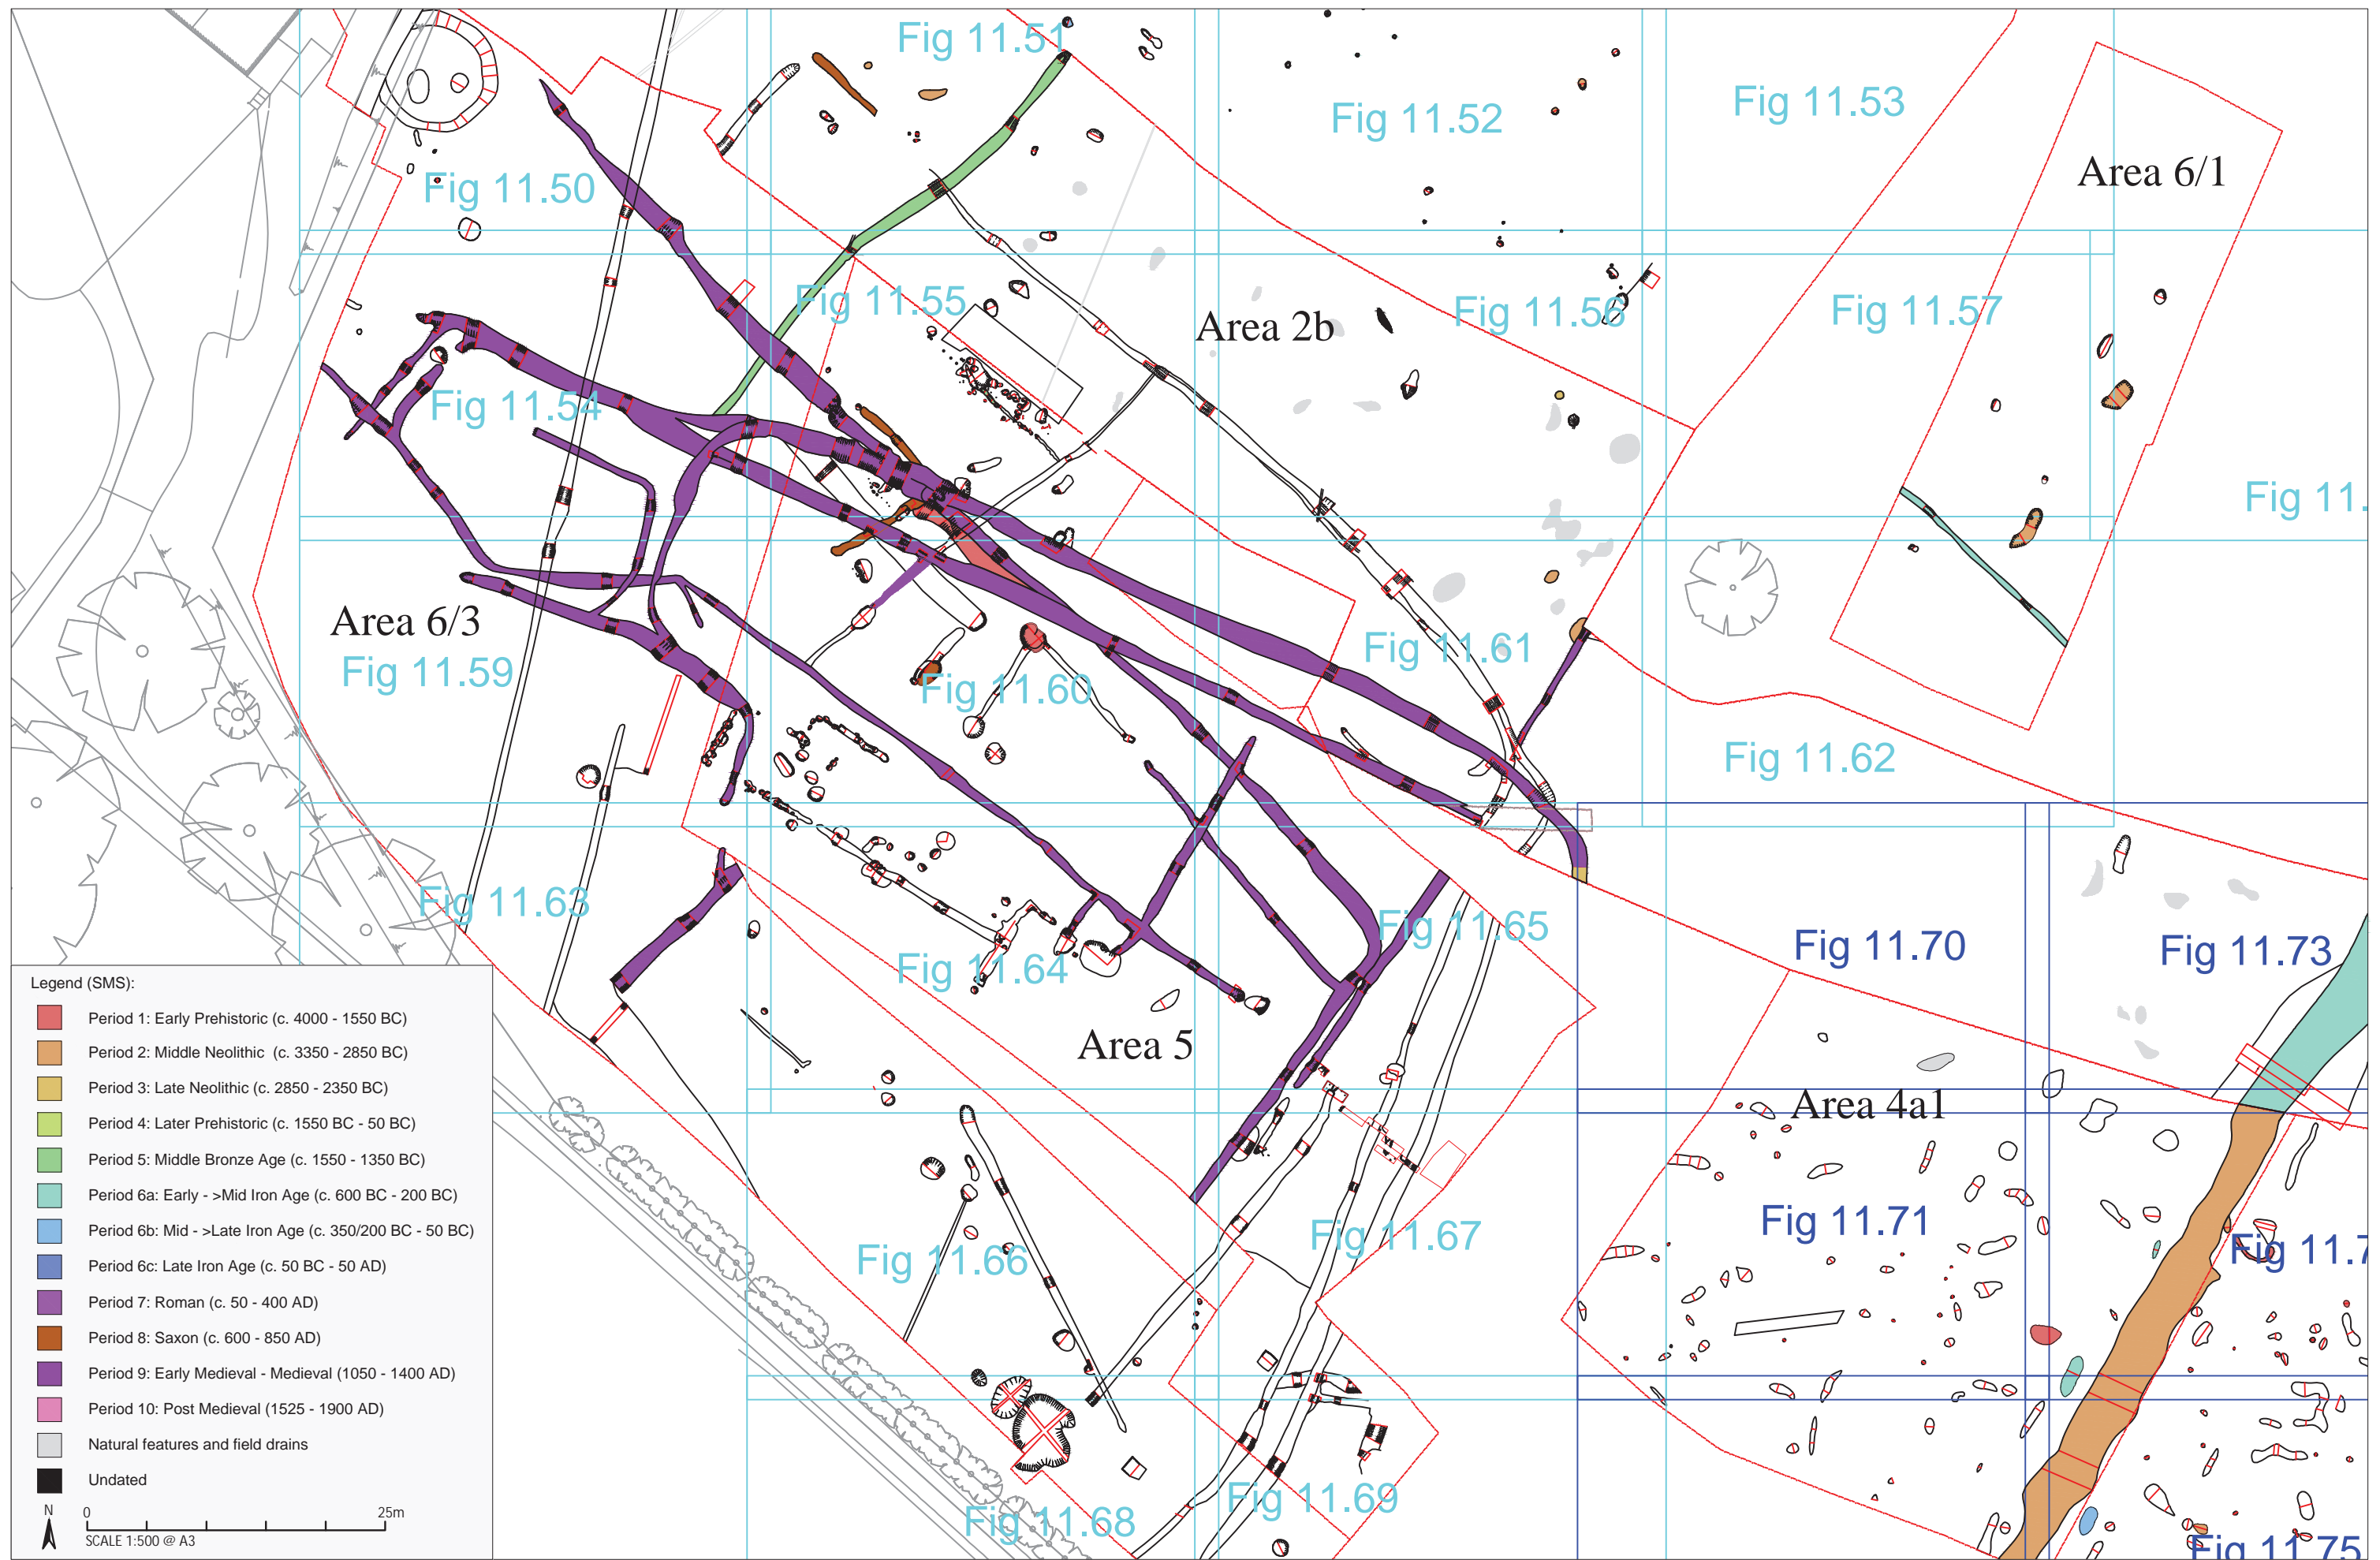 Fig 11.51
Fig 11.52
Fig 11.53
Area 6/1
Fig 11.50
Fig 11.55
Area 2b
Fig 11.56
Fig 11.57
Fig 11.54
Fig 11.
Area 6/3
Fig 11.59
Fig 11.60
Fig 11.61
Fig 11.62
Fig 11.63
Fig 11.64
Fig 11.65
Fig 11.70
Fig 11.73
Area 5
Area 4a1
Fig 11.71
Fig 11.7
Fig 11.66
Fig 11.67
Fig 11.68
Fig 11.69
Fig 11.75
Legend (SMS):
Period 1: Early Prehistoric (c. 4000 - 1550 BC)
Period 2: Middle Neolithic (c. 3350 - 2850 BC)
Period 3: Late Neolithic (c. 2850 - 2350 BC)
Period 4: Later Prehistoric (c. 1550 BC - 50 BC)
Period 5: Middle Bronze Age (c. 1550 - 1350 BC)
Period 6a: Early - >Mid Iron Age (c. 600 BC - 200 BC)
Period 6b: Mid - >Late Iron Age (c. 350/200 BC - 50 BC)
Period 6c: Late Iron Age (c. 50 BC - 50 AD)
Period 7: Roman (c. 50 - 400 AD)
Period 8: Saxon (c. 600 - 850 AD)
Period 9: Early Medieval - Medieval (1050 - 1400 AD)
Period 10: Post Medieval (1525 - 1900 AD)
Natural features and field drains
Undated
N
0 25m
SCALE 1:500 @ A3